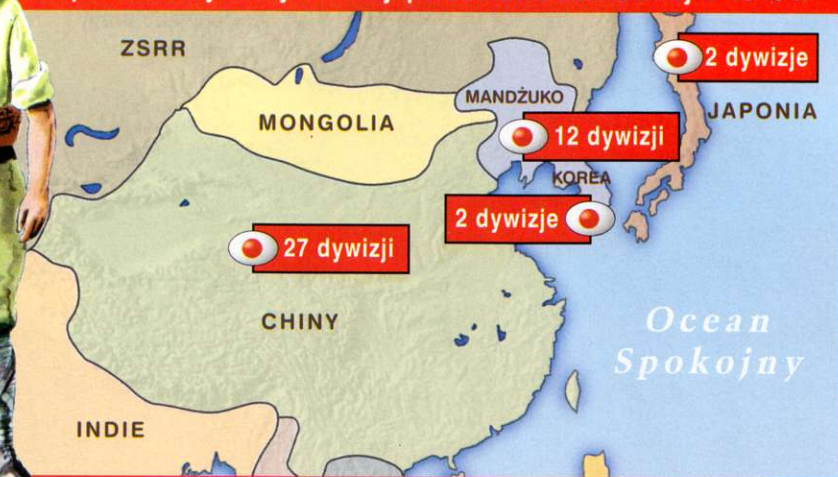 ZSRR
2 dywizje
MANDŻUKO
JAPONIA
MONGOLIA
12 dywizji
KOREA
2 dywizje
27 dywizji
CHINY
Ocean
Spokojny
INDIE